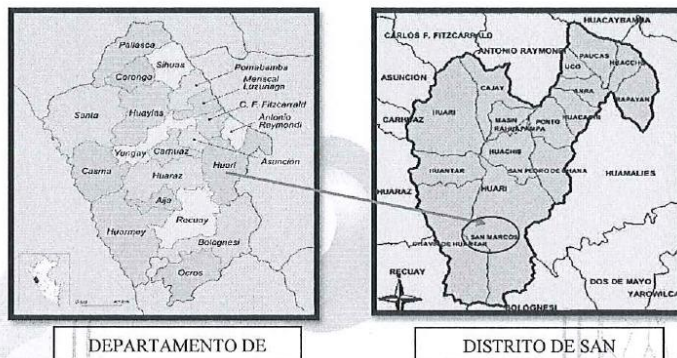 Pallasca
Sihuas
Corongo
Pomabamba
Mariscal
Luzuriaga
Santa
Huaylas
C. F. Fitzcarrald
Antonio
Raymondi
Yungay
Carhuaz
Asunción
Casma
Huari
Huaraz
Aija
Recuay
Huarmey
Bolognesi
Ocros
HUACAYBAMBA
CARLOS F. FITZCARRALD
ANTONIO RAYMONDI
PAUCAS
UCO
HUACCHIS
ASUNCION
CAJAY
ANRA
RAPAYAN
HUARI
MASIN
CARHUAZ
RAHUAPAMPA
PONTO
HUACACHI
HUACHIS
HUANTAR
SAN PEDRO DE CHANA
HUAMALIES
HUARAZ
HUARI
SAN MARCOS
CHAVIN DE HUANTAR
RECUAY
DOS DE MAYO
YAROWILCA
BOLOGNESI
DEPARTAMENTO DE
DISTRITO DE SAN